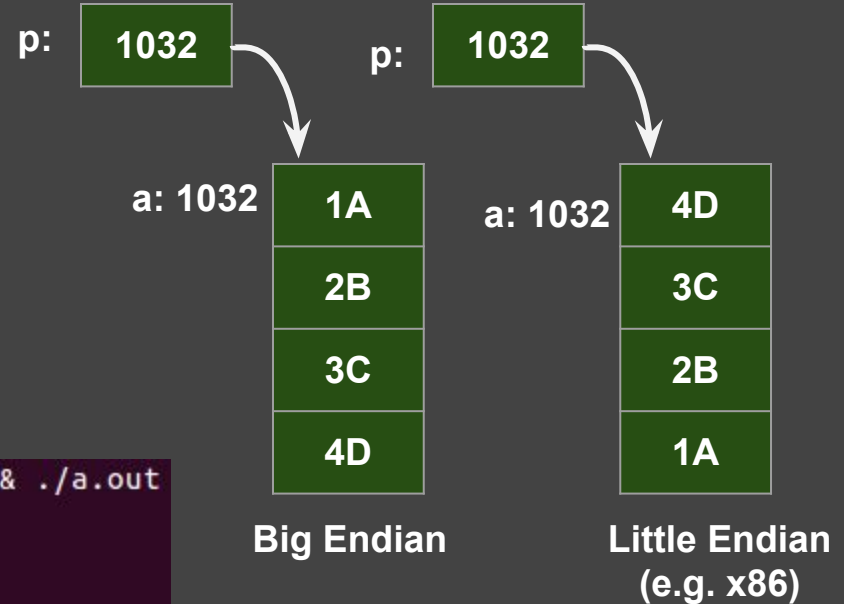 p:
1032
p:
1032
a: 1032
1A
2B
3C
4D
a: 1032
4D
3C
2B
1A
& ./a.out
Big Endian
Little Endian
(e.g. x86)